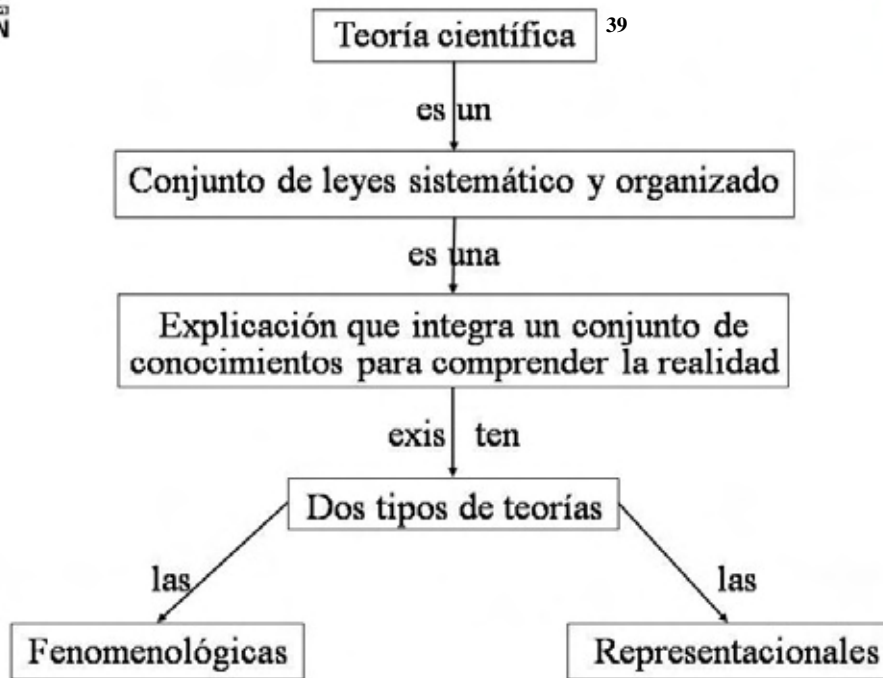 N
Teoría científica 39
es un
Conjunto de leyes sistemático y organizado
es una
Explicación que integra un conjunto de
conocimientos para comprender la realidad
exis ten
Dos tipos de teorías
las las
Fenomenológicas Representacionales